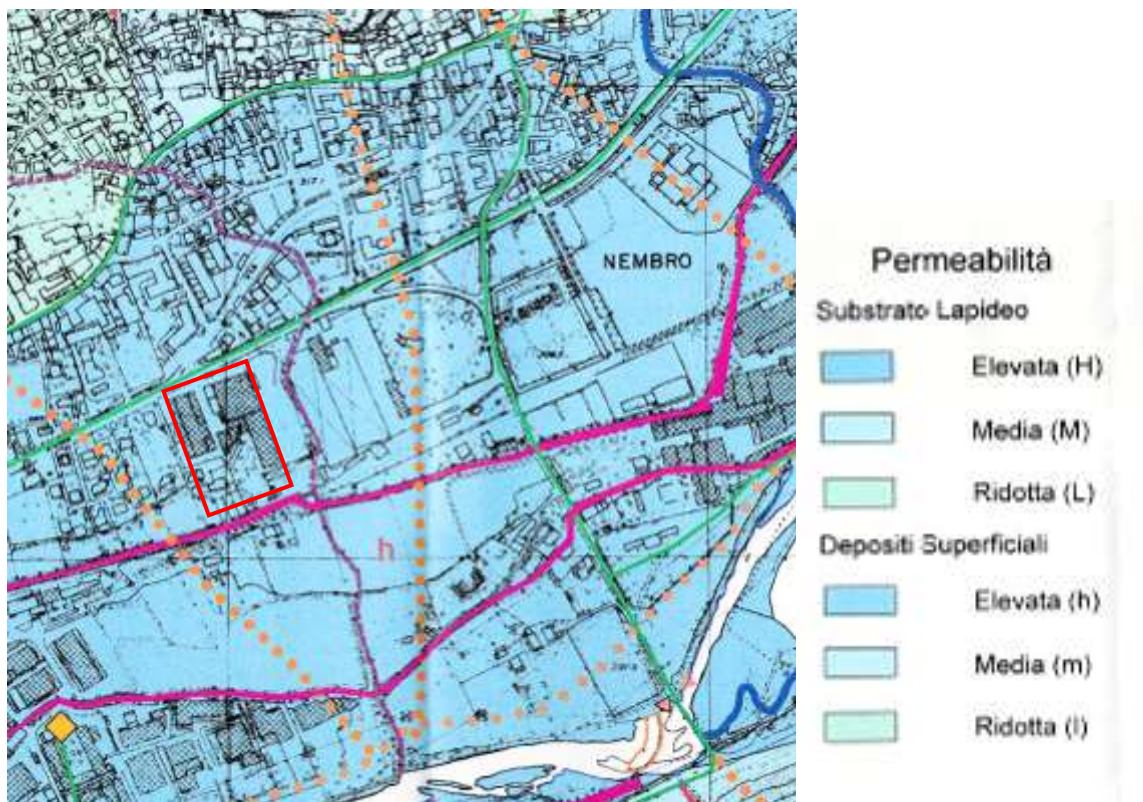 NEMBRO
h
Permeabilità
Substrato Lapideo
Elevata (H)
Media (M)
Ridotta (L)
Depositi Superficiali
Elevata (h)
Media (m)
Ridotta (l)